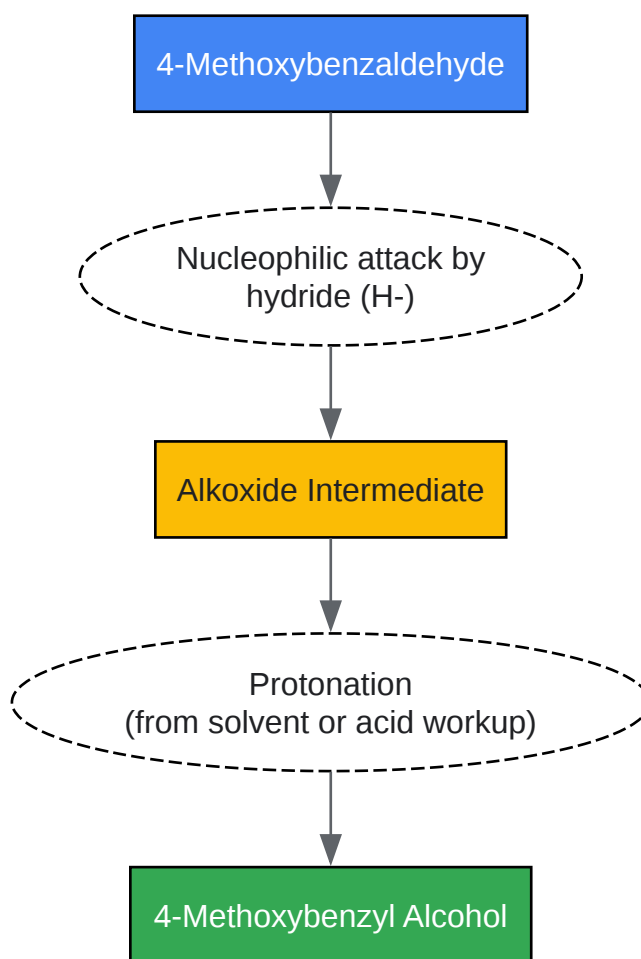 4-Methoxybenzaldehyde
Nucleophilic attack by
hydride (H-)
Alkoxide Intermediate
Protonation
(from solvent or acid workup)
4-Methoxybenzyl Alcohol